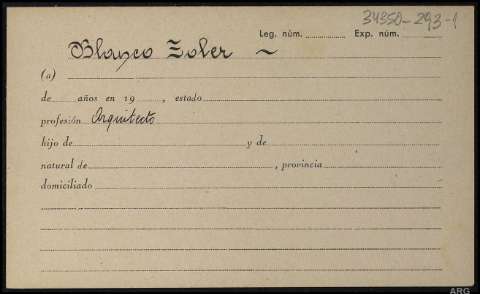 34350-293-1
Leg. núm. Exp. núm.
Blasco Soler ~
(a)
de años en 19 , estado
profesión Arquitecto
hijo de y de
natural de , provincia
domiciliado
ARG